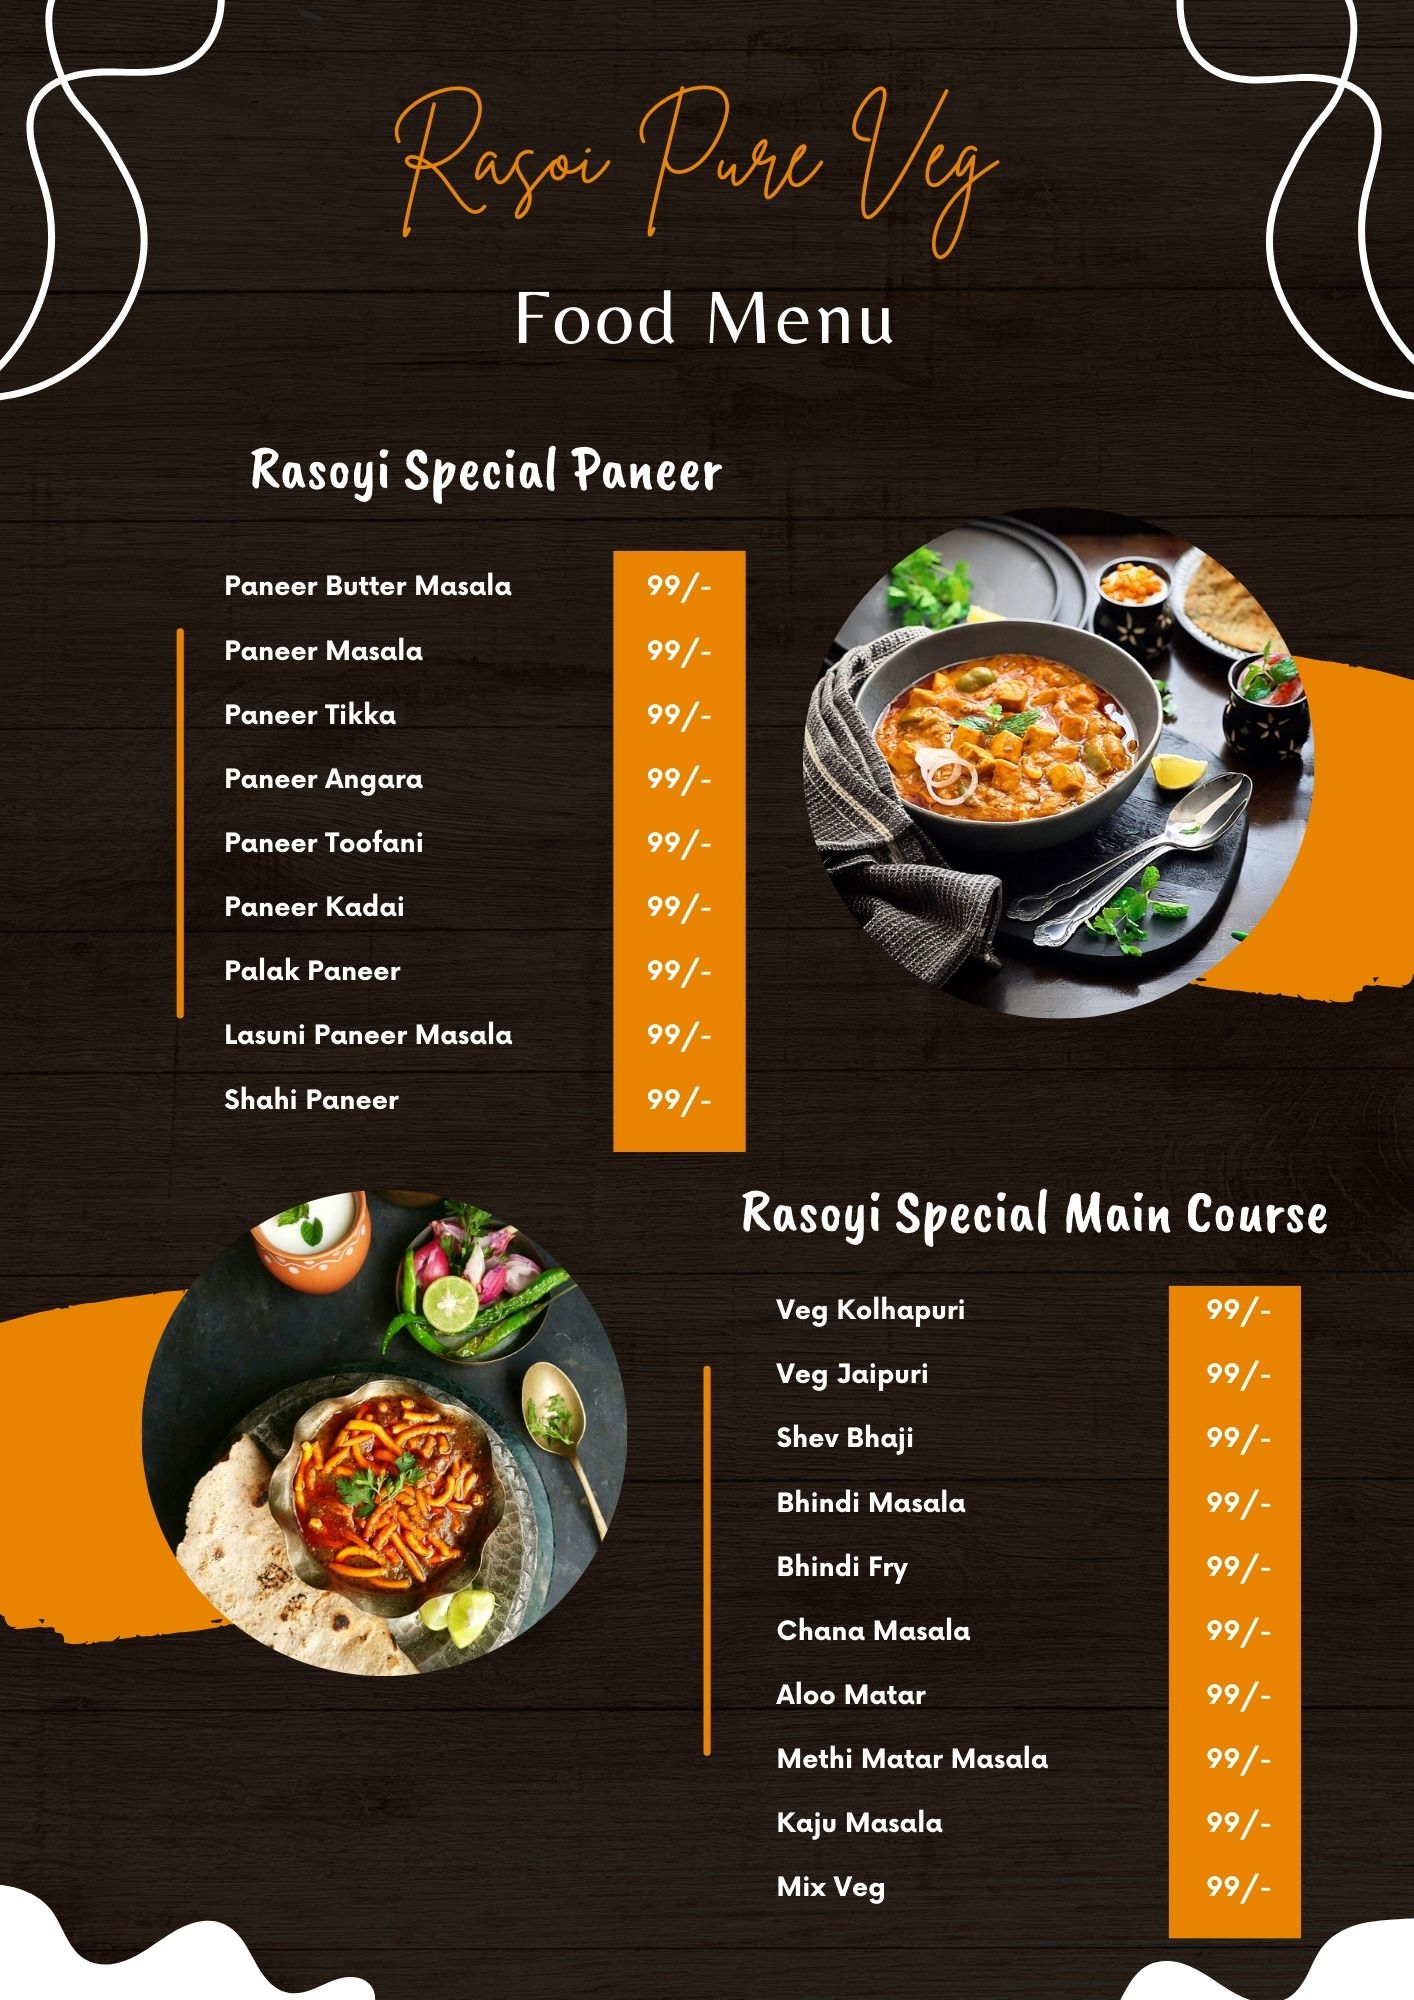 Rasoi Pure Veg
Food Menu
Rasoyi Special Paneer
Paneer Butter Masala 99/-
Paneer Masala 99/-
Paneer Tikka 99/-
Paneer Angara 99/-
Paneer Toofani 99/-
Paneer Kadai 99/-
Palak Paneer 99/-
Lasuni Paneer Masala 99/-
Shahi Paneer 99/-
Rasoyi Special Main Course
Veg Kolhapuri 99/-
Veg Jaipuri 99/-
Shev Bhaji 99/-
Bhindi Masala 99/-
Bhindi Fry 99/-
Chana Masala 99/-
Aloo Matar 99/-
Methi Matar Masala 99/-
Kaju Masala 99/-
Mix Veg 99/-